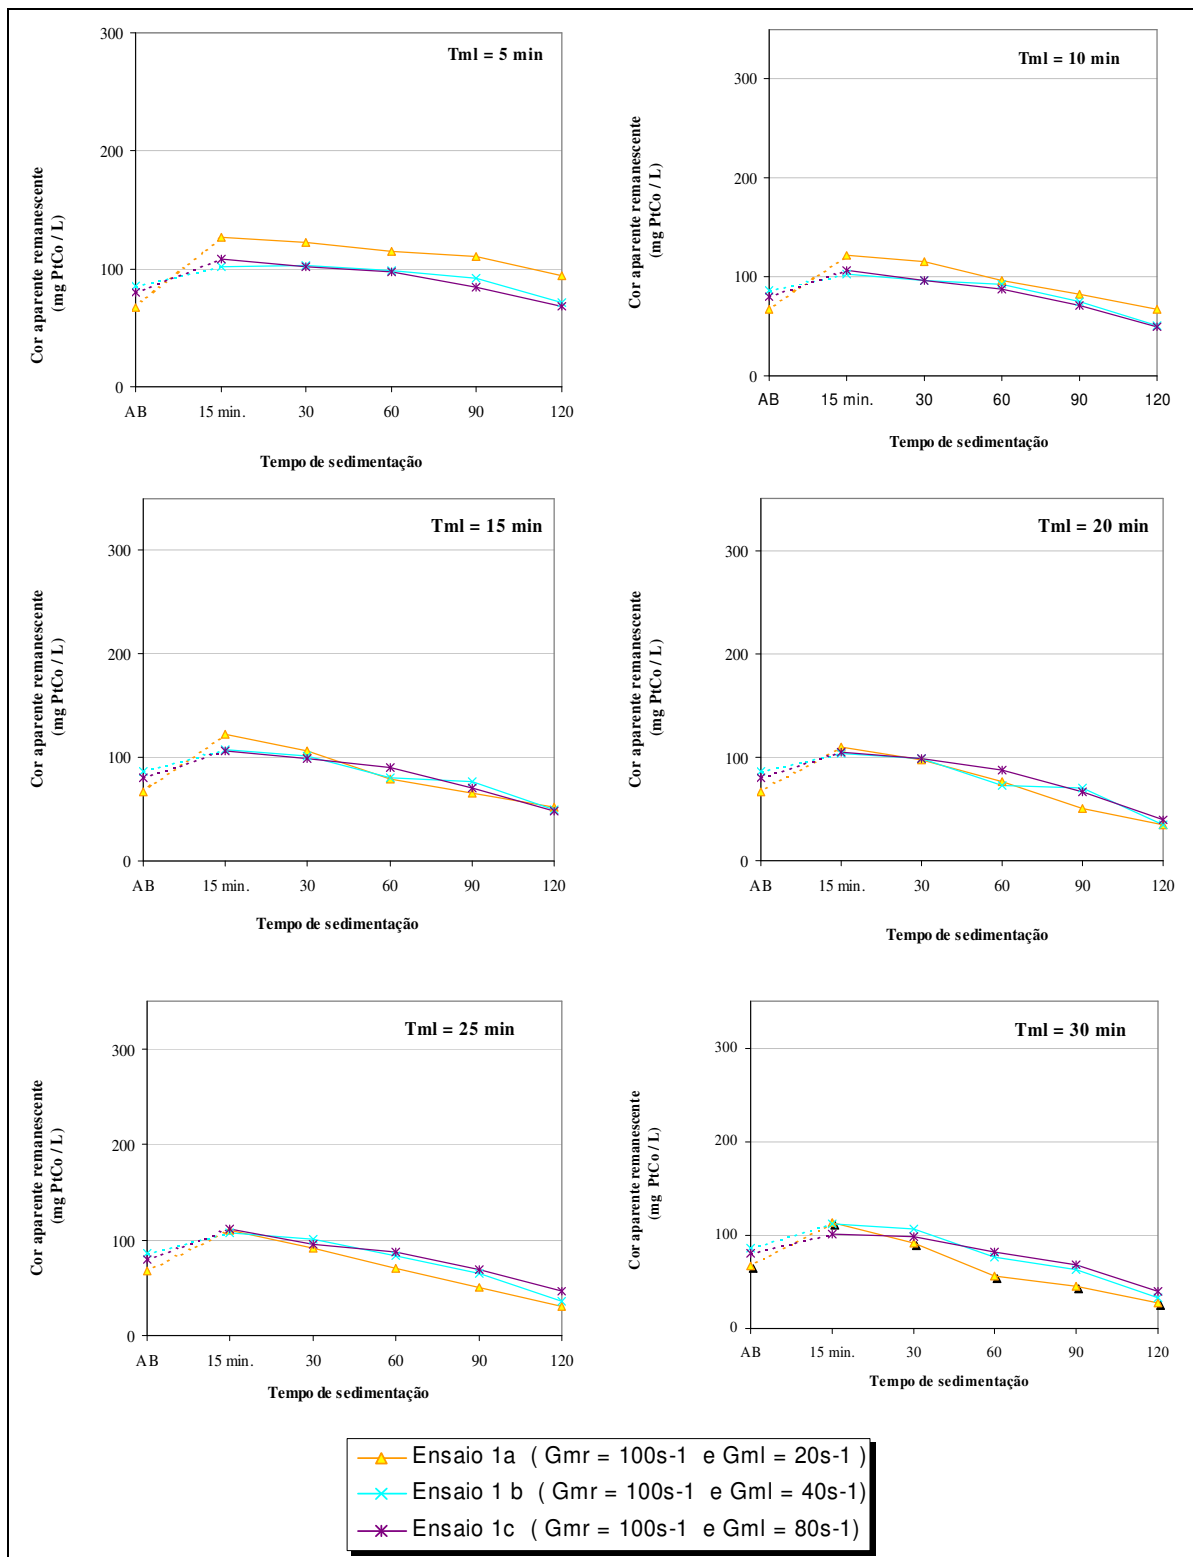 Tml = 5 min
300
200
100
0
AB 15 min. 30 60 90 120
Cor aparente remanescente
(mg PtCo / L)
Tempo de sedimentação
Tml = 10 min
300
200
100
0
AB 15 min. 30 60 90 120
Cor aparente remanescente
(mg PtCo / L)
Tempo de sedimentação
Tml = 15 min
300
200
100
0
AB 15 min. 30 60 90 120
Cor aparente remanescente
(mg PtCo / L)
Tempo de sedimentação
Tml = 20 min
300
200
100
0
AB 15 min. 30 60 90 120
Cor aparente remanescente
(mg PtCo / L)
Tempo de sedimentação
Tml = 25 min
300
200
100
0
AB 15 min. 30 60 90 120
Cor aparente remanescente
(mg PtCo / L)
Tempo de sedimentação
Tml = 30 min
300
200
100
0
AB 15 min. 30 60 90 120
Cor aparente remanescente
(mg PtCo / L)
Tempo de sedimentação
Ensaio 1a ( Gmr = 100s-1 e Gml = 20s-1 )
Ensaio 1 b ( Gmr = 100s-1 e Gml = 40s-1)
Ensaio 1c ( Gmr = 100s-1 e Gml = 80s-1)